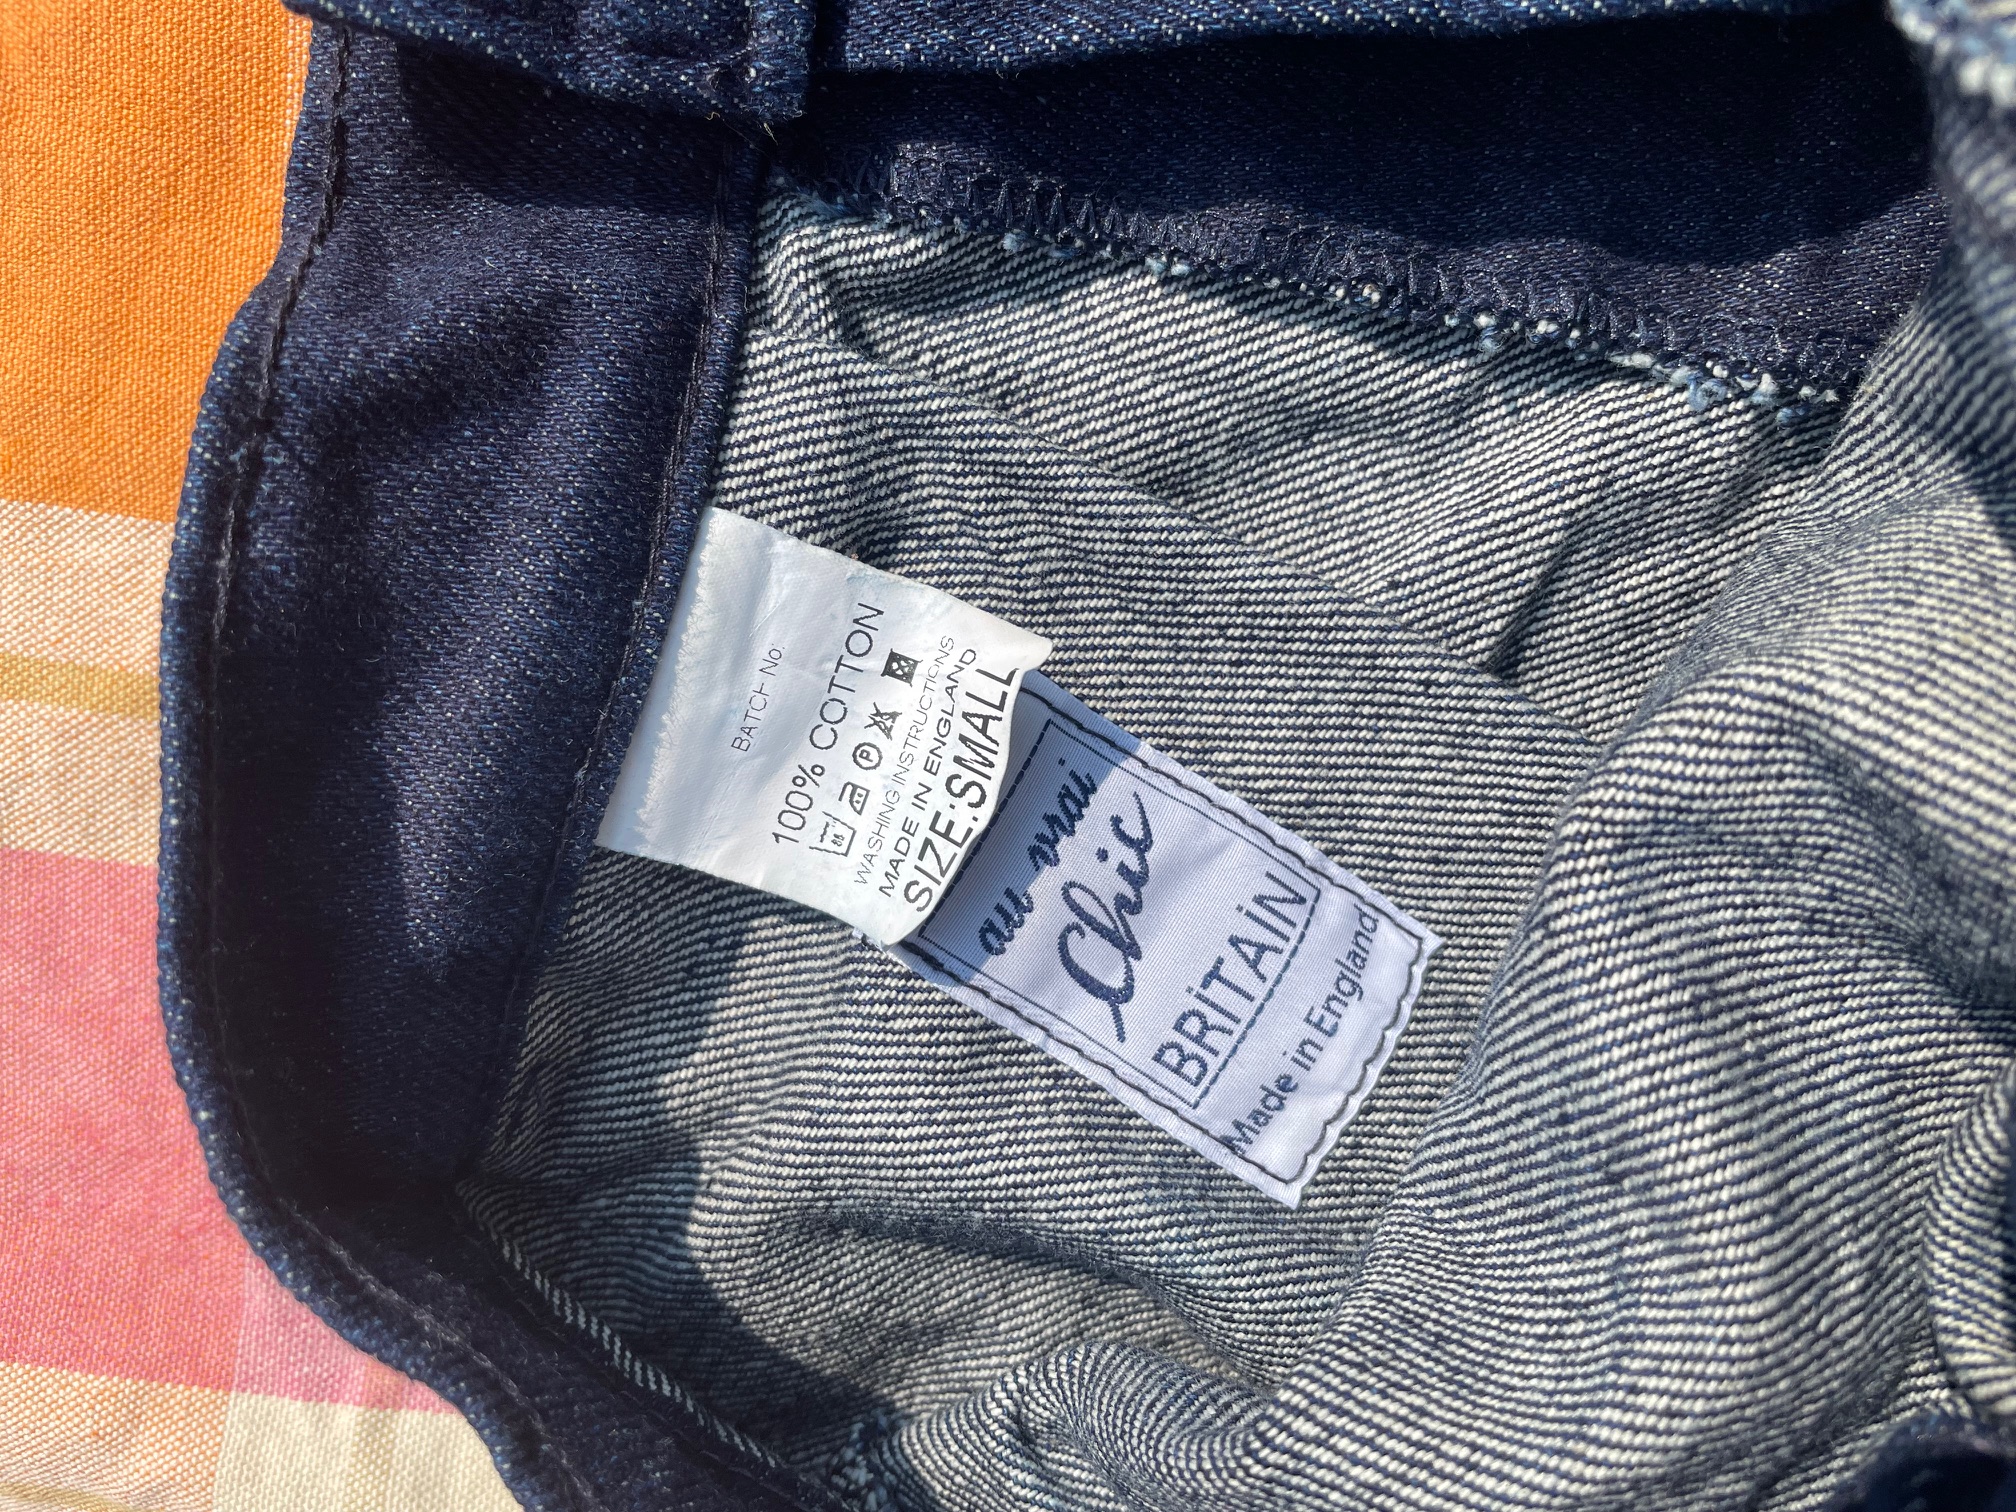 BATCH No:
100% COTTON
WASHING INSTRUCTIONS
MADE IN ENGLAND
SIZE:SMALL
au vrai
Chic
BRITAIN
Made in England